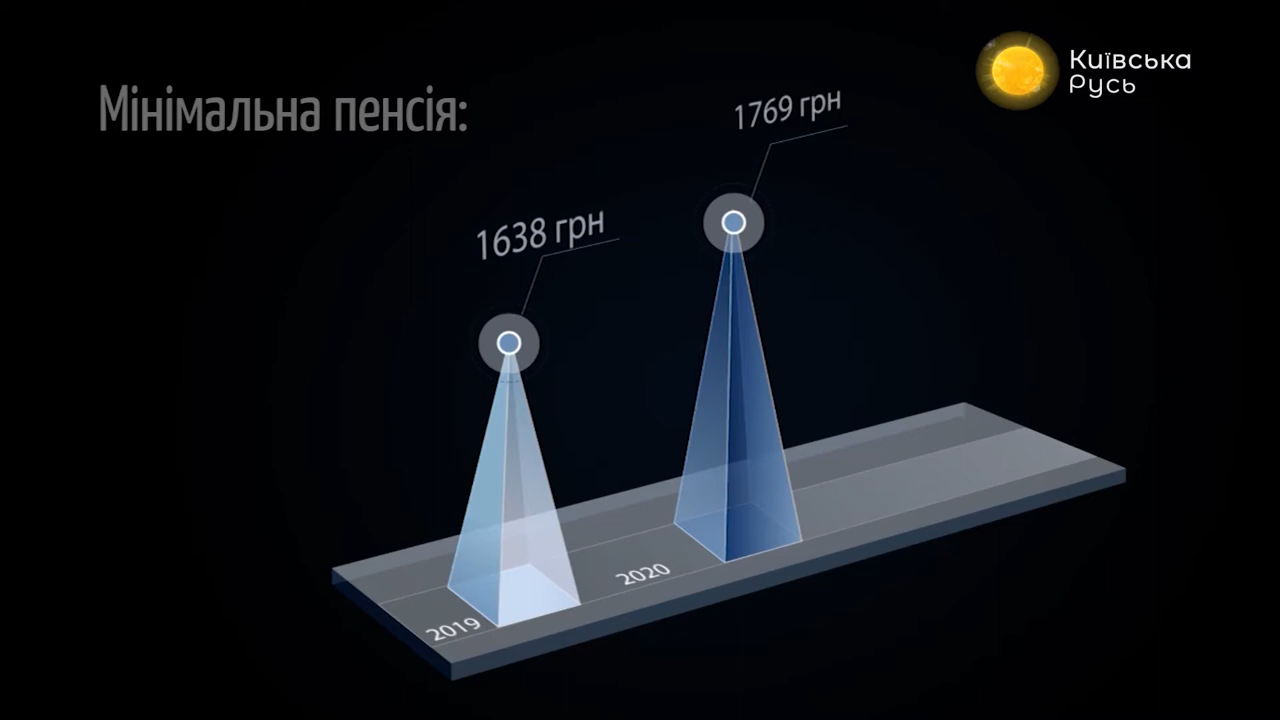 Мінімальна пенсія:
Київська
Русь
1638 грн
1769 грн
2019
2020